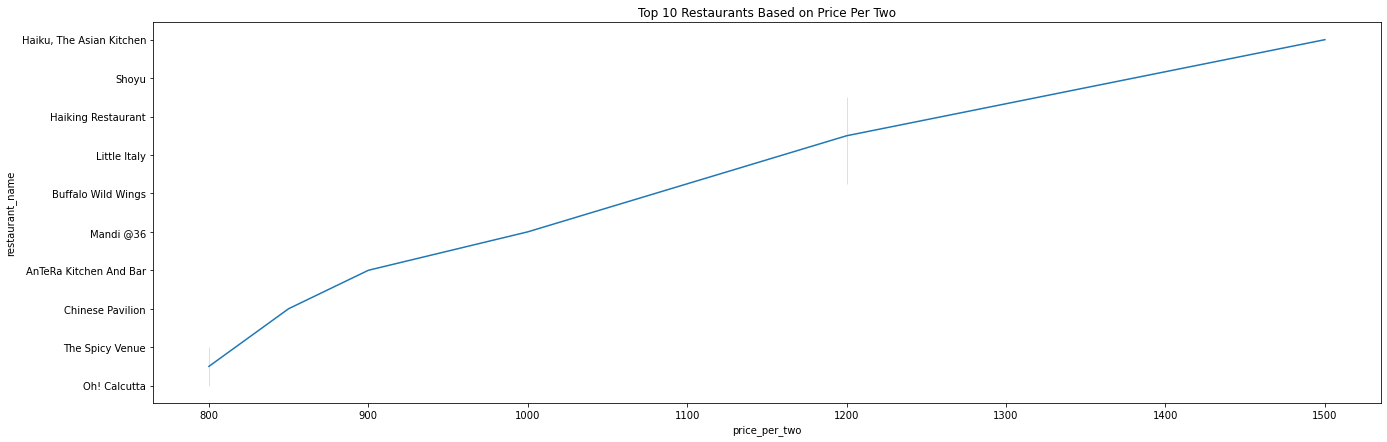 Top 10 Restaurants Based on Price Per Two
Haiku, The Asian Kitchen
Shoyu
Haiking Restaurant
Little Italy
Buffalo Wild Wings
Mandi @36
AnTeRa Kitchen And Bar
Chinese Pavilion
The Spicy Venue
Oh! Calcutta
restaurant_name
800 900 1000 1100 1200 1300 1400 1500
price_per_two